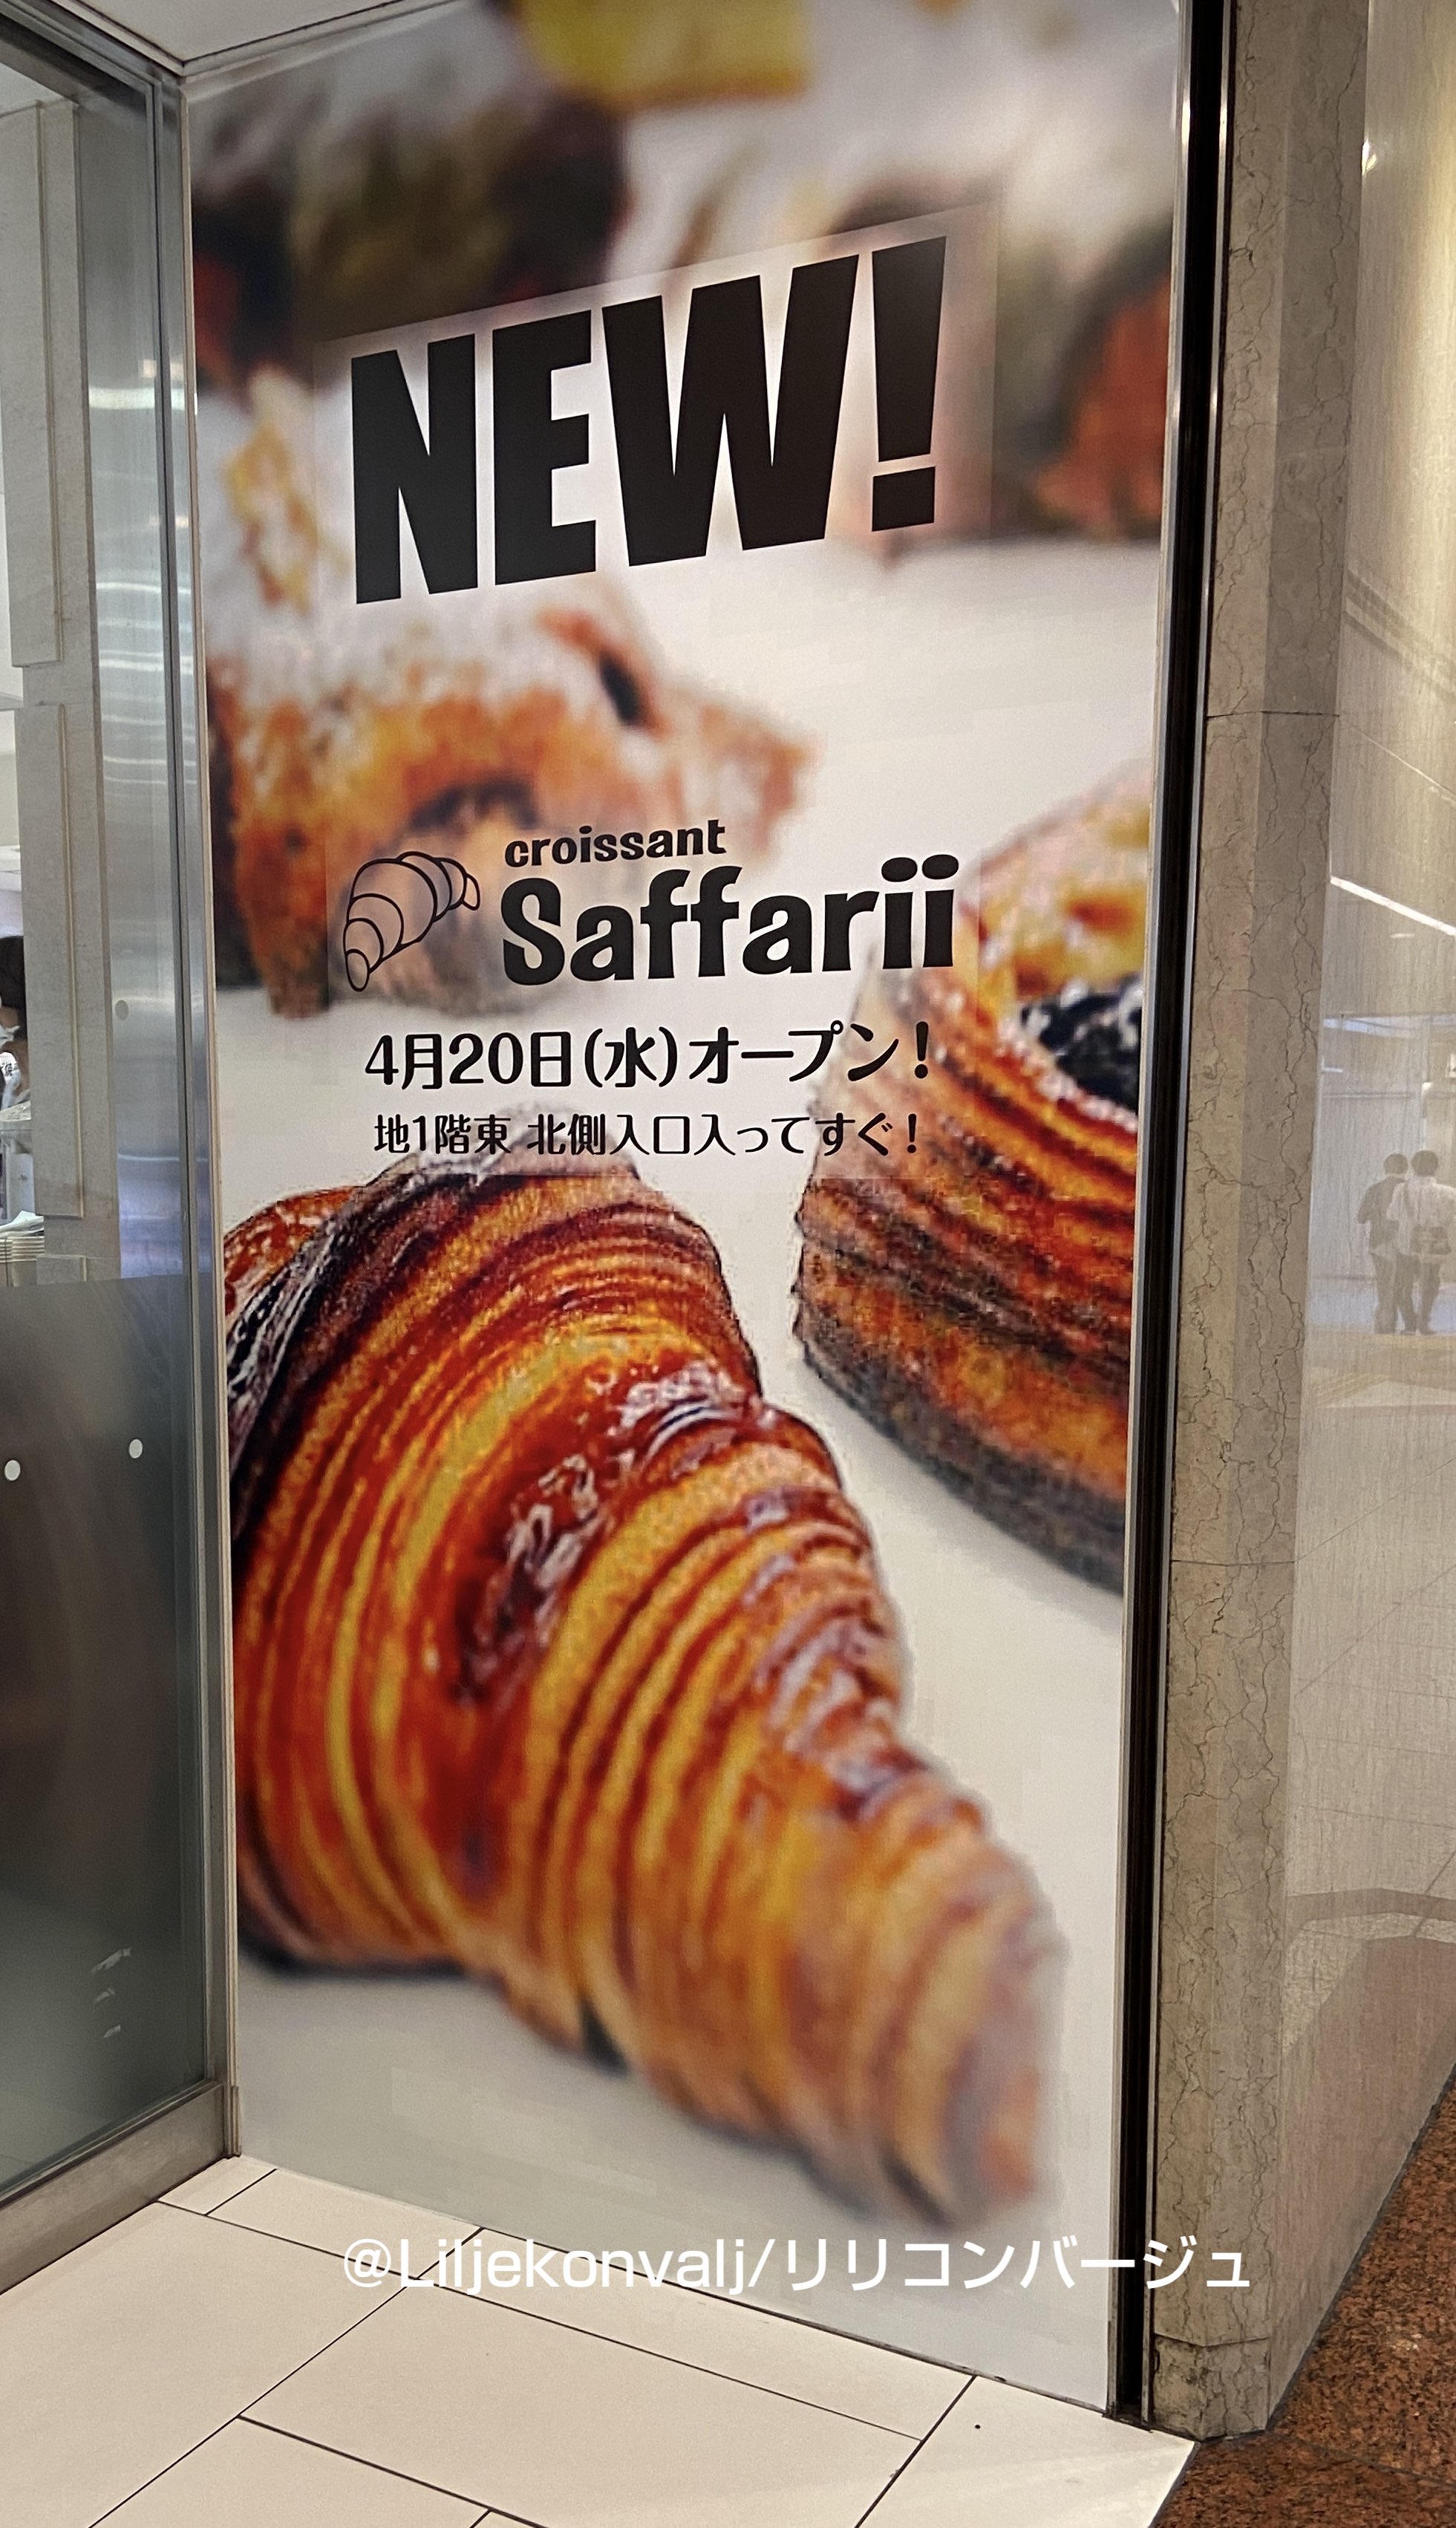 NEW!
croissant
Saffarii
4月20日(水)オープン!
地1階東 北側入口入ってすぐ!
@Liljekonvalj/リリコンバージュ